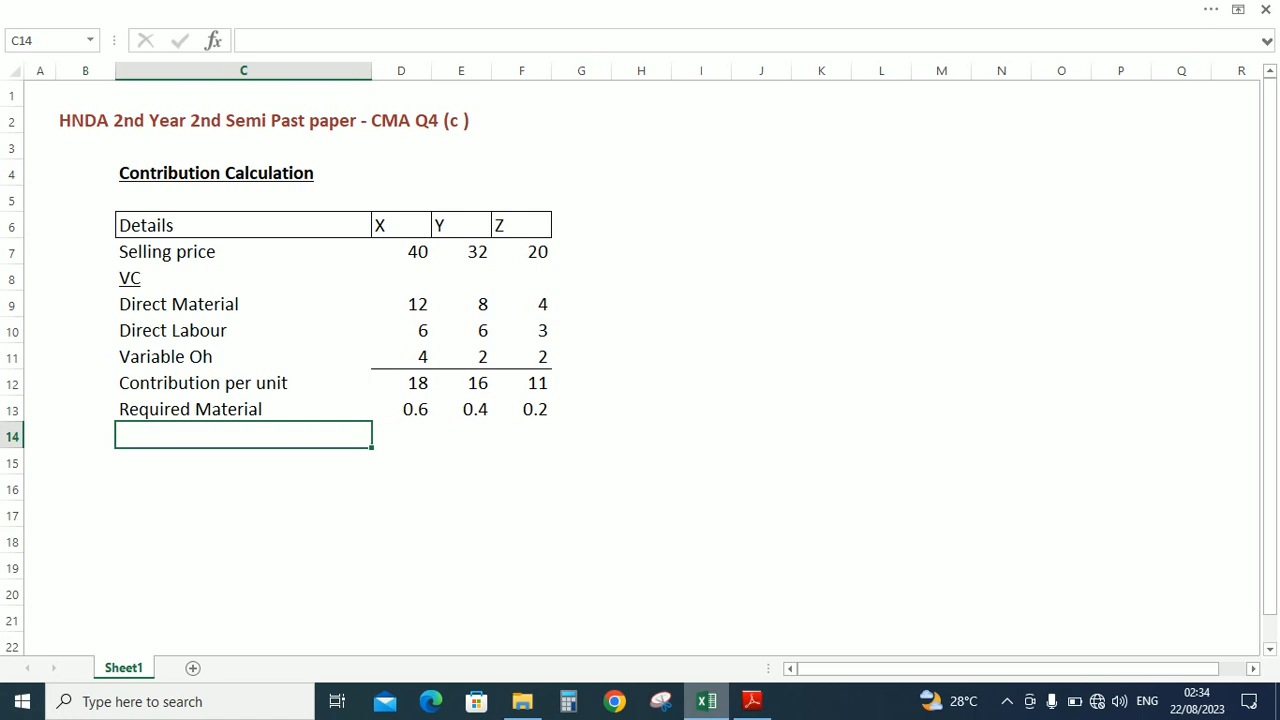 C14
fx
A B C D E F G H I J K L M N O P Q R
1
2 HNDA 2nd Year 2nd Semi Past paper - CMA Q4 (c )
3
4 Contribution Calculation
5
6 Details X Y Z
7 Selling price 40 32 20
8 VC
9 Direct Material 12 8 4
10 Direct Labour 6 6 3
11 Variable Oh 4 2 2
12 Contribution per unit 18 16 11
13 Required Material 0.6 0.4 0.2
14
15
16
17
18
19
20
21
22
Sheet1
Type here to search 28°C ENG 02:34
22/08/2023